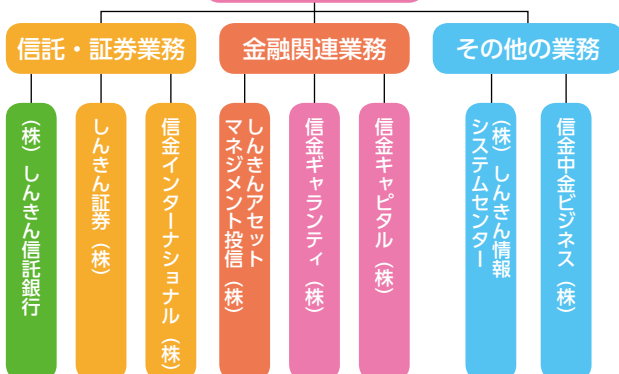 信託・証券業務
金融関連業務
その他の業務
(株)しんきん信託銀行
しんきん証券(株)
信金インターナショナル(株)
しんきんアセット
マネジメント投信(株)
信金ギャランティ(株)
信金キャピタル(株)
(株)しんきん情報
システムセンター
信金中金ビジネス(株)